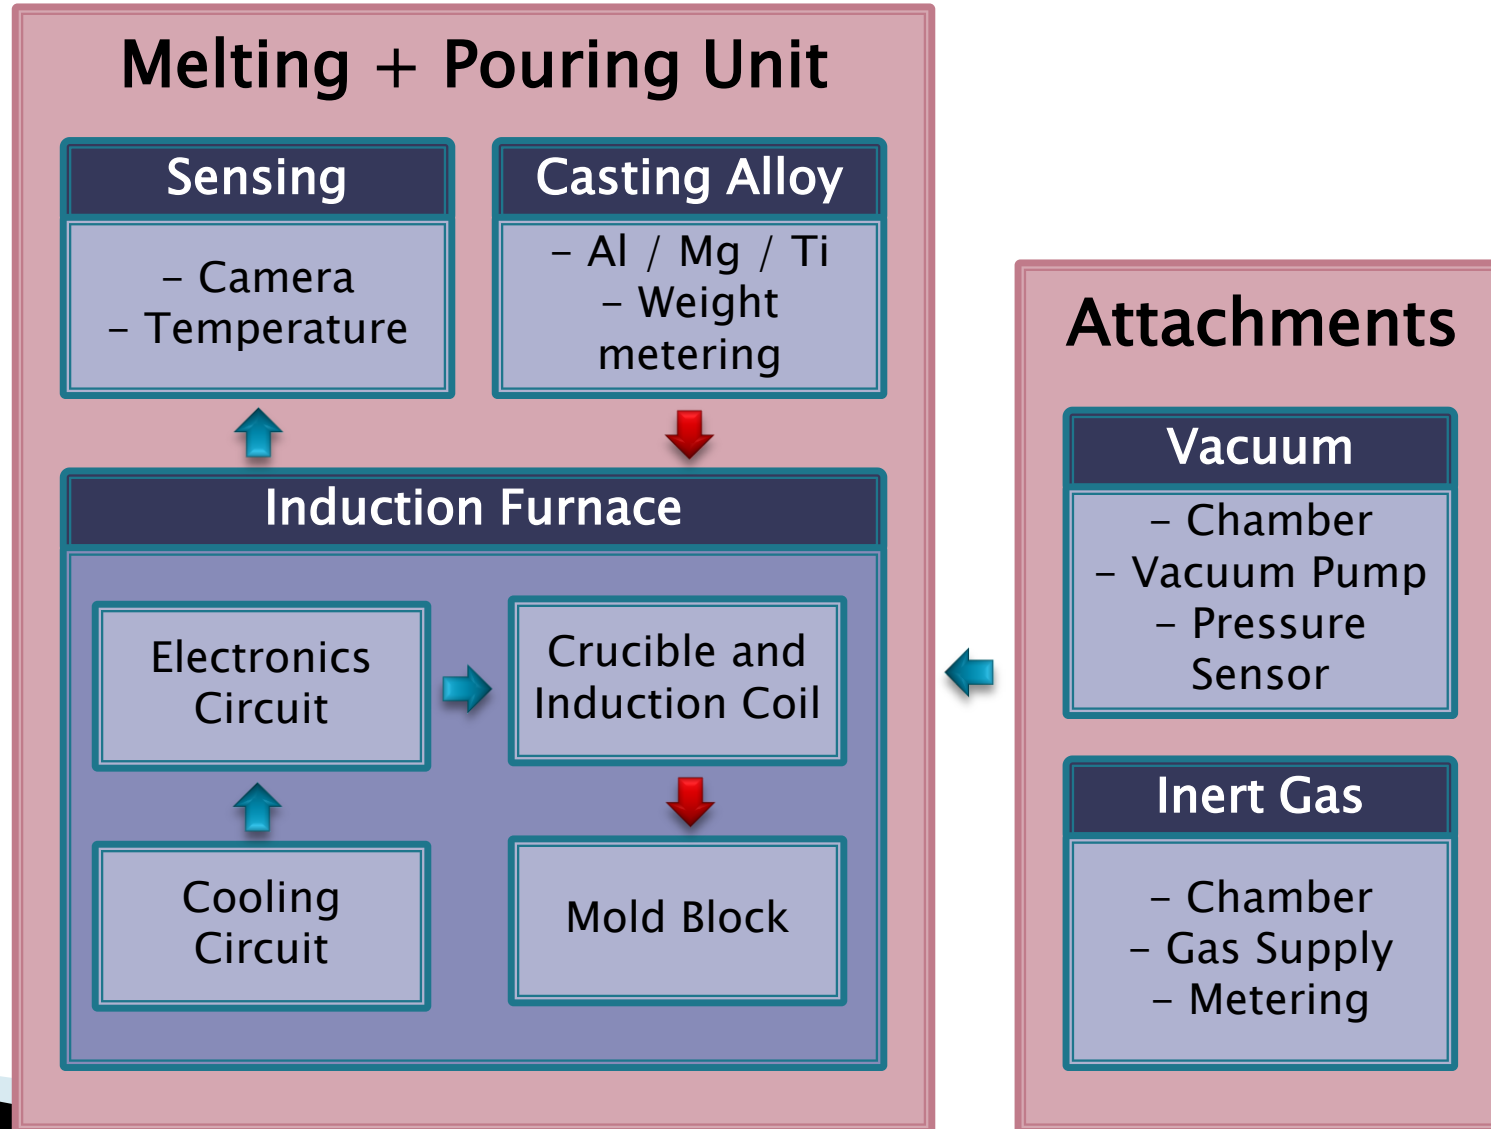 Melting + Pouring Unit
Sensing
– Camera
– Temperature
Casting Alloy
– Al / Mg / Ti
– Weight
metering
Induction Furnace
Electronics
Circuit
Crucible and
Induction Coil
Cooling
Circuit
Mold Block
Attachments
Vacuum
– Chamber
– Vacuum Pump
– Pressure
Sensor
Inert Gas
– Chamber
– Gas Supply
– Metering